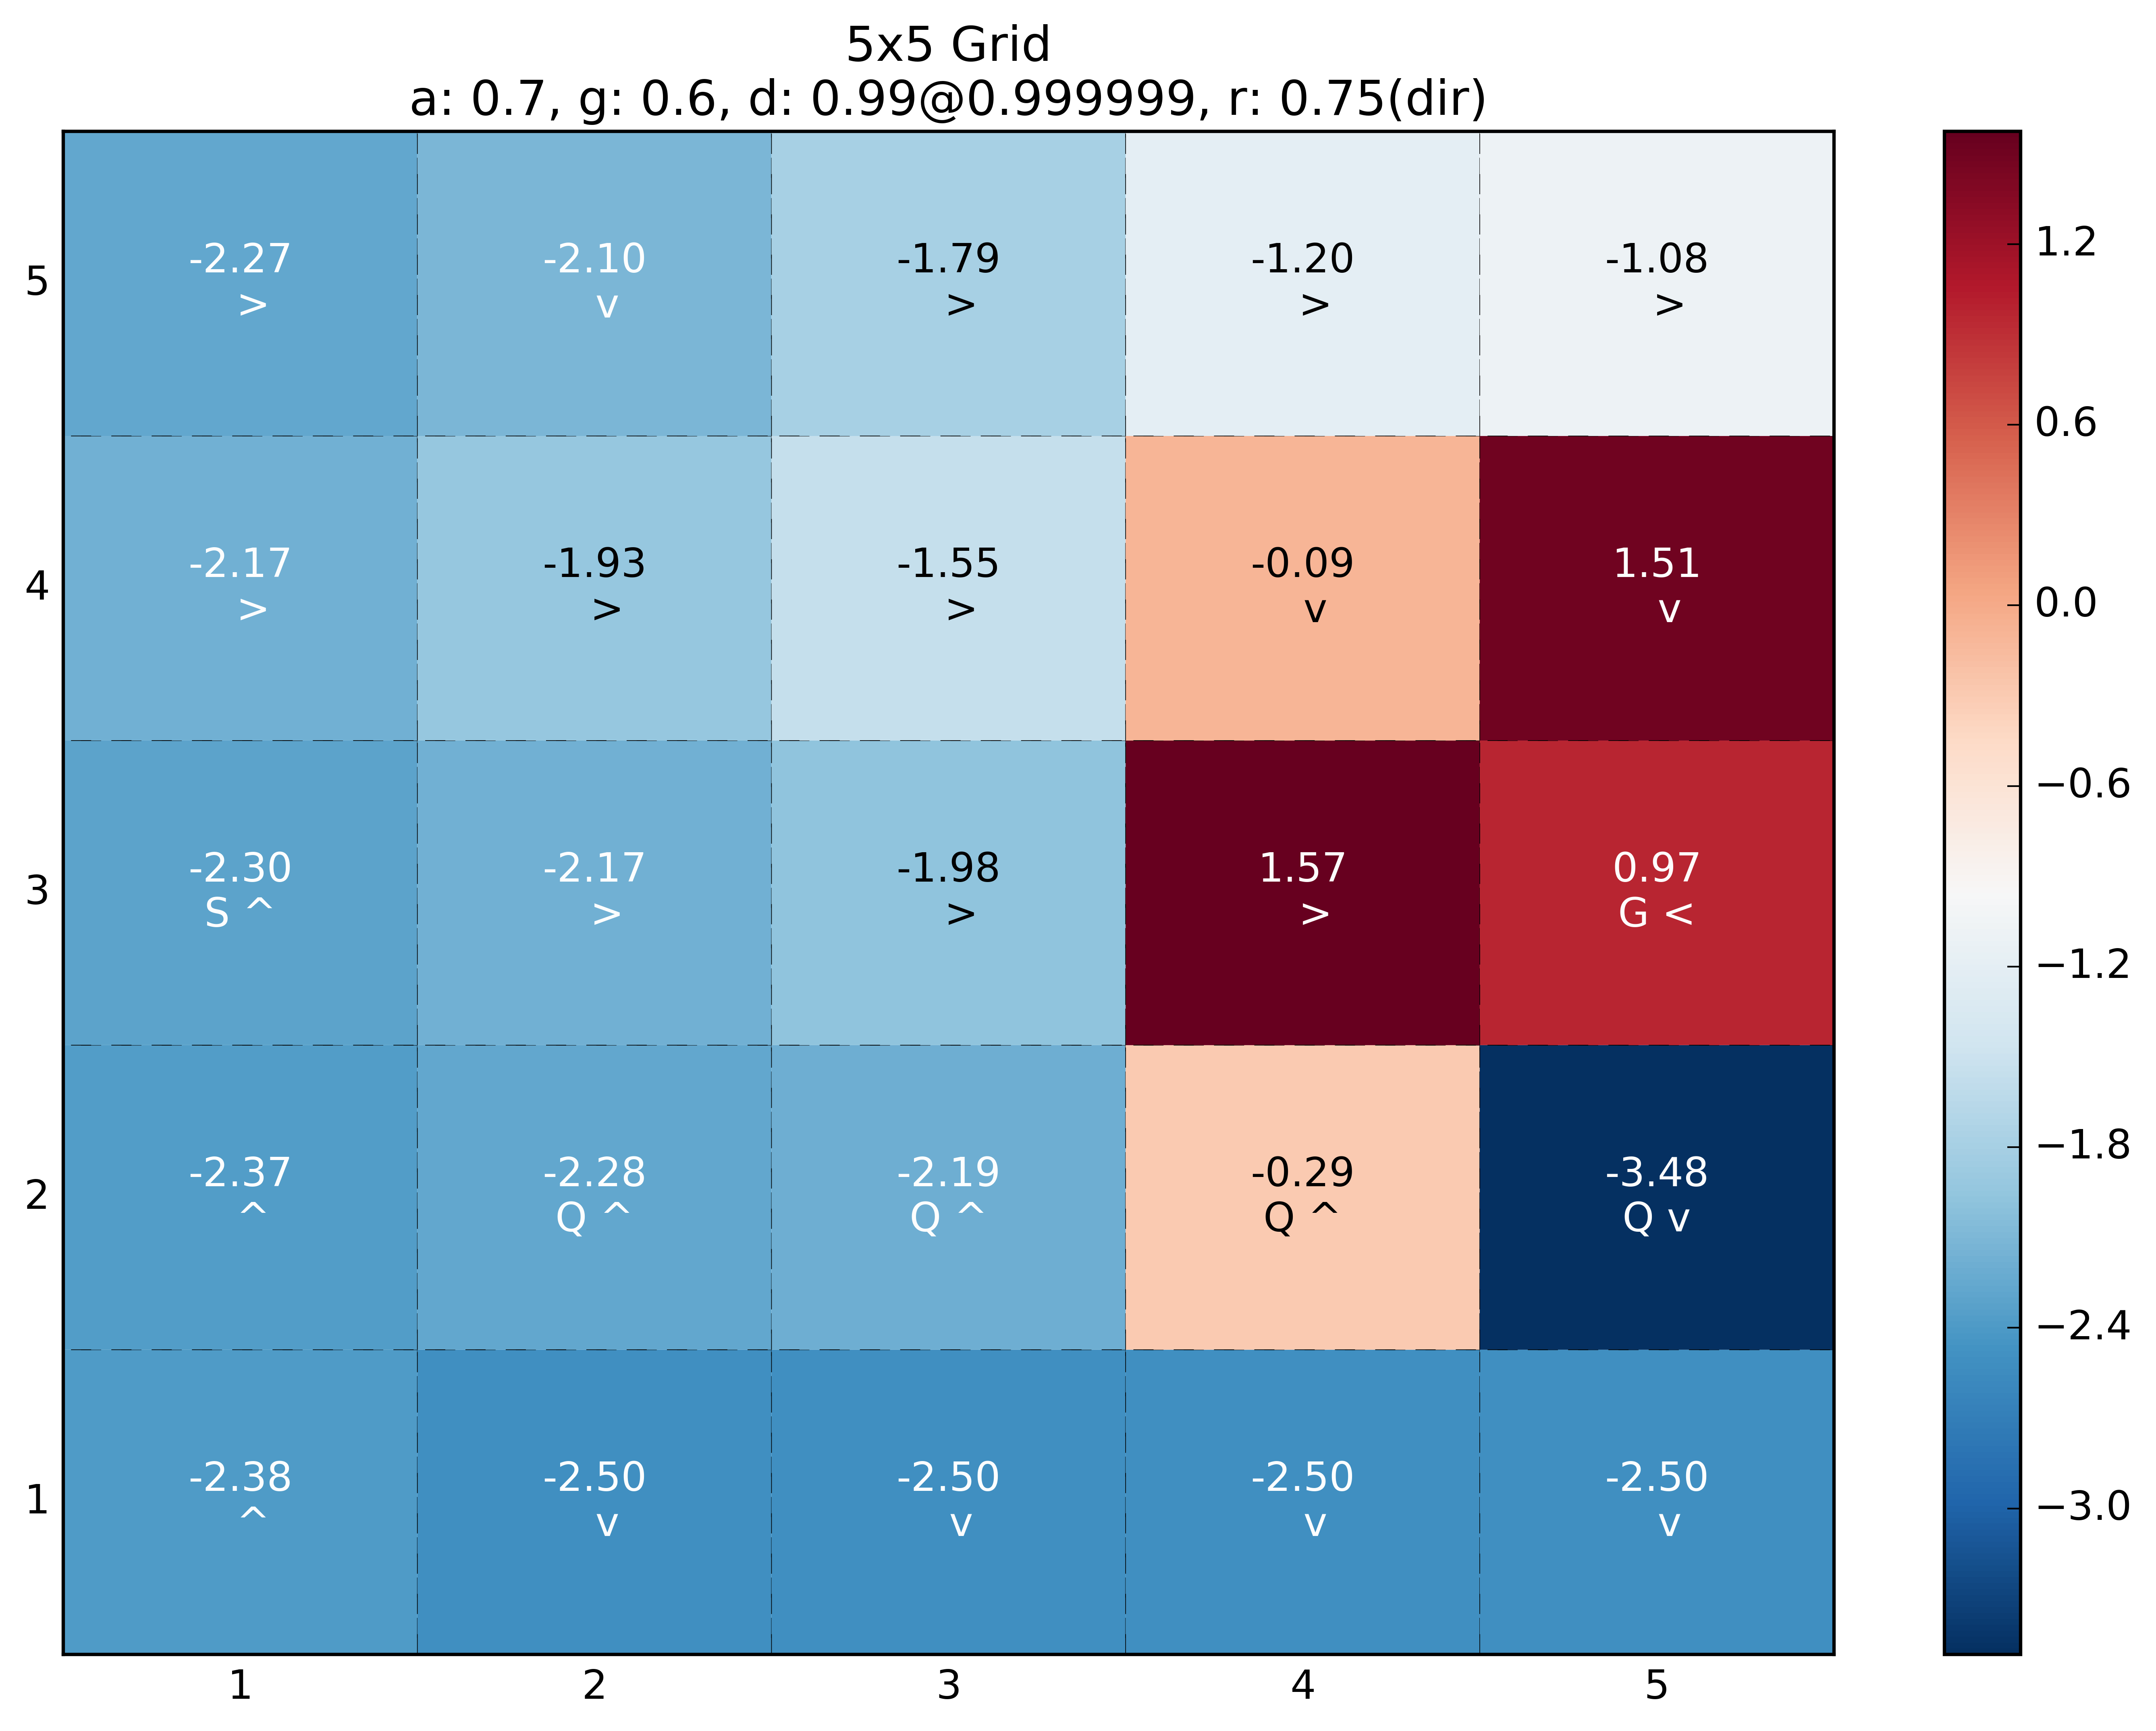 5x5 Grid
a: 0.7, g: 0.6, d: 0.99@0.999999, r: 0.75(dir)
5
-2.27 -2.10 -1.79 -1.20 -1.08
> v > > >
4
-2.17 -1.93 -1.55 -0.09 1.51
> > > v v
3
-2.30 -2.17 -1.98 1.57 0.97
S ^ > > > G <
2
-2.37 -2.28 -2.19 -0.29 -3.48
^ Q ^ Q ^ Q ^ Q v
1
-2.38 -2.50 -2.50 -2.50 -2.50
^ v v v v
1 2 3 4 5
1.2
0.6
0.0
−0.6
−1.2
−1.8
−2.4
−3.0